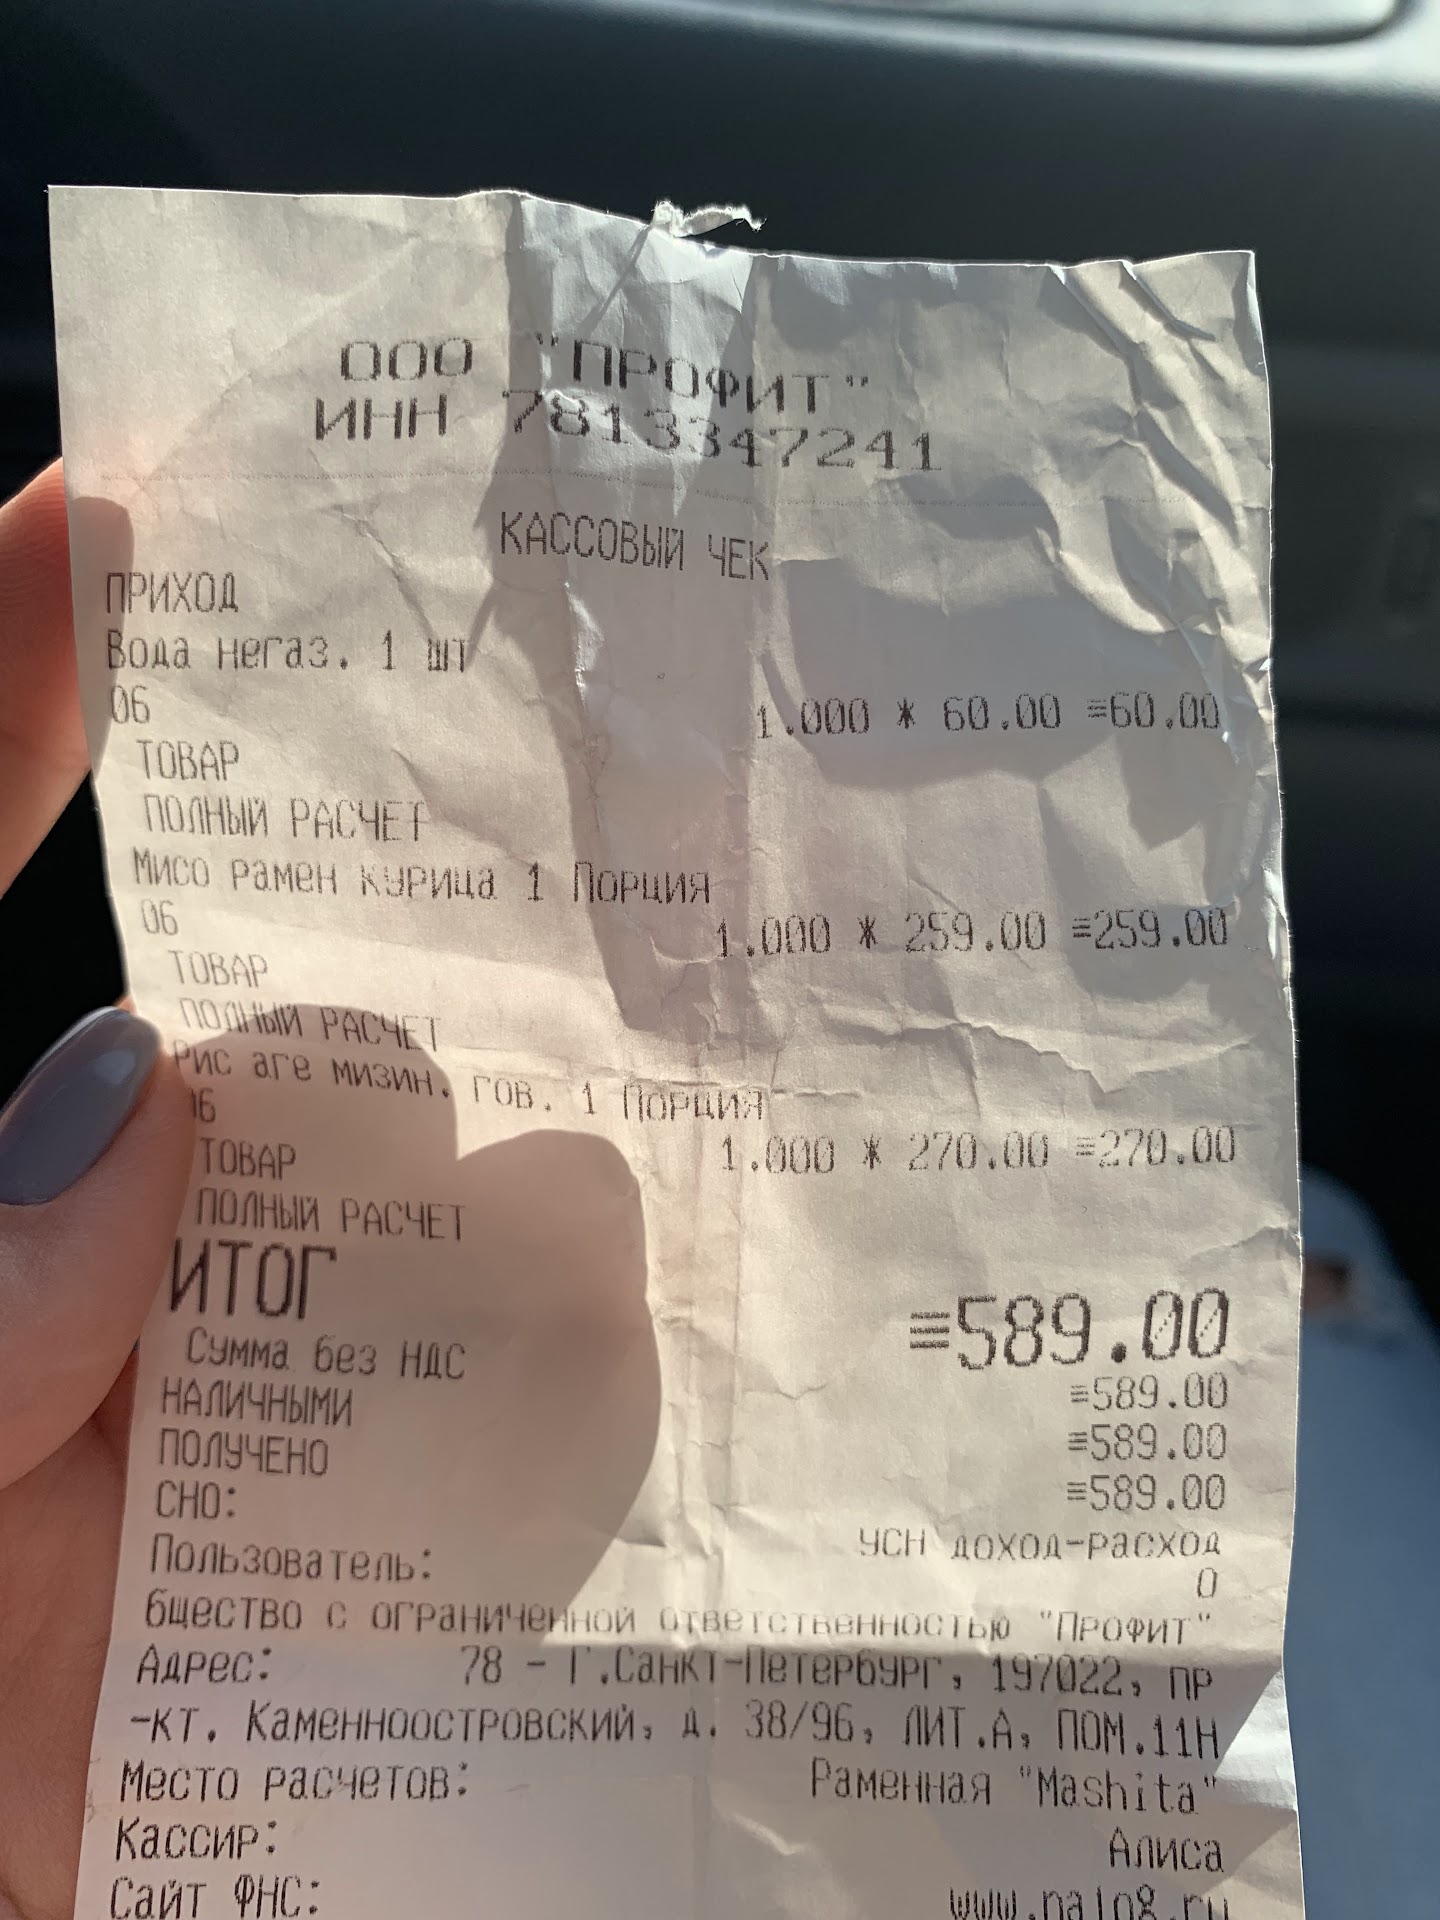 ООО "ПРОФИТ"
ИНН 7813347241
КАССОВЫЙ ЧЕК
ПРИХОД
Вода негаз. 1 шт
06 1.000 * 60.00 ≡60.00
ТОВАР
ПОЛНЫЙ РАСЧЕТ
Мисо рамен курица 1 Порция
06 1.000 * 259.00 ≡259.00
ТОВАР
ПОЛНЫЙ РАСЧЕТ
Рис аге мизин. гов. 1 Порция
06 1.000 * 270.00 ≡270.00
ТОВАР
ПОЛНЫЙ РАСЧЕТ
ИТОГ ≡589.00
Сумма без НДС ≡589.00
НАЛИЧНЫМИ ≡589.00
ПОЛУЧЕНО ≡589.00
СНО: УСН доход-расход
Пользователь: О
бщество с ограниченной ответственностью "ПРОФИТ"
Адрес: 78 - Г.Санкт-Петербург, 197022, пр
-кт. Каменноостровский, д. 38/96, ЛИТ.А, ПОМ.11Н
Место расчетов: Раменная "Mashita"
Кассир: Алиса
Сайт ФНС: www.nalog.ru